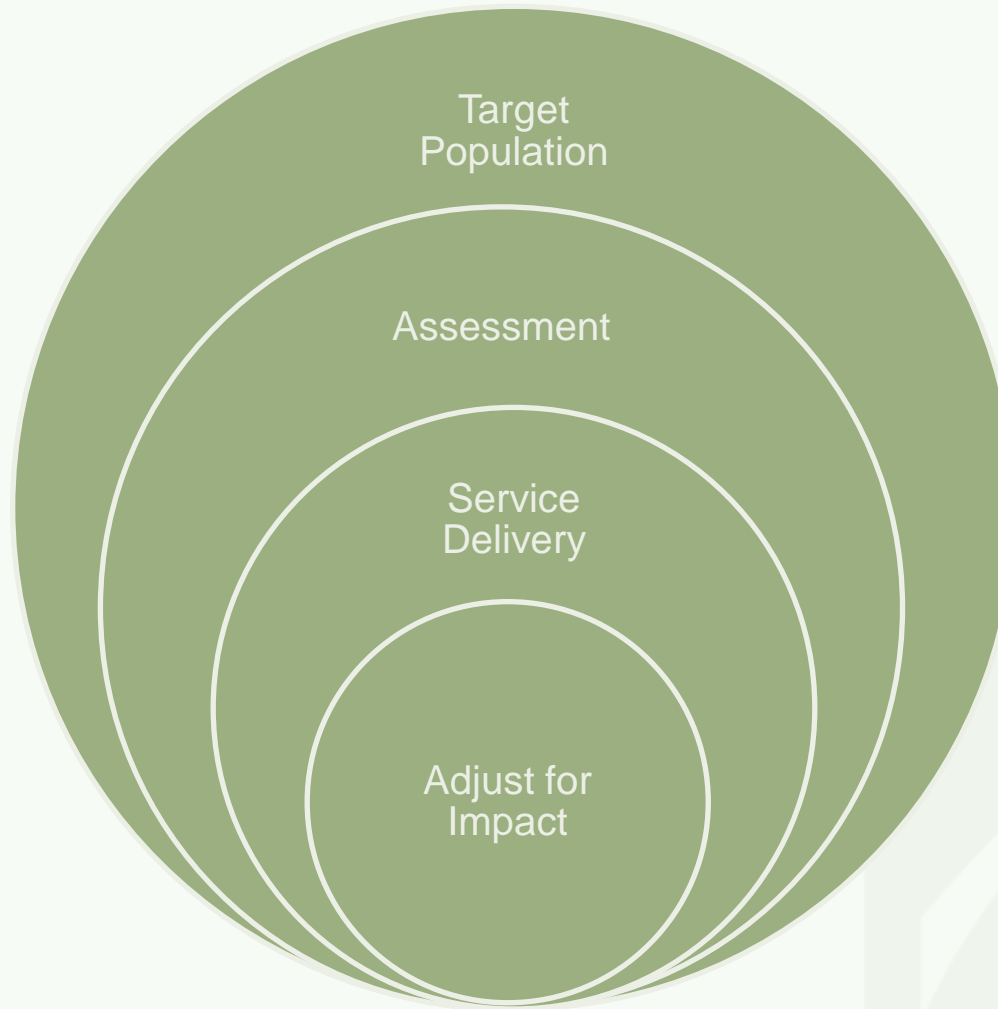 Target
Population
Assessment
Service
Delivery
Adjust for
Impact